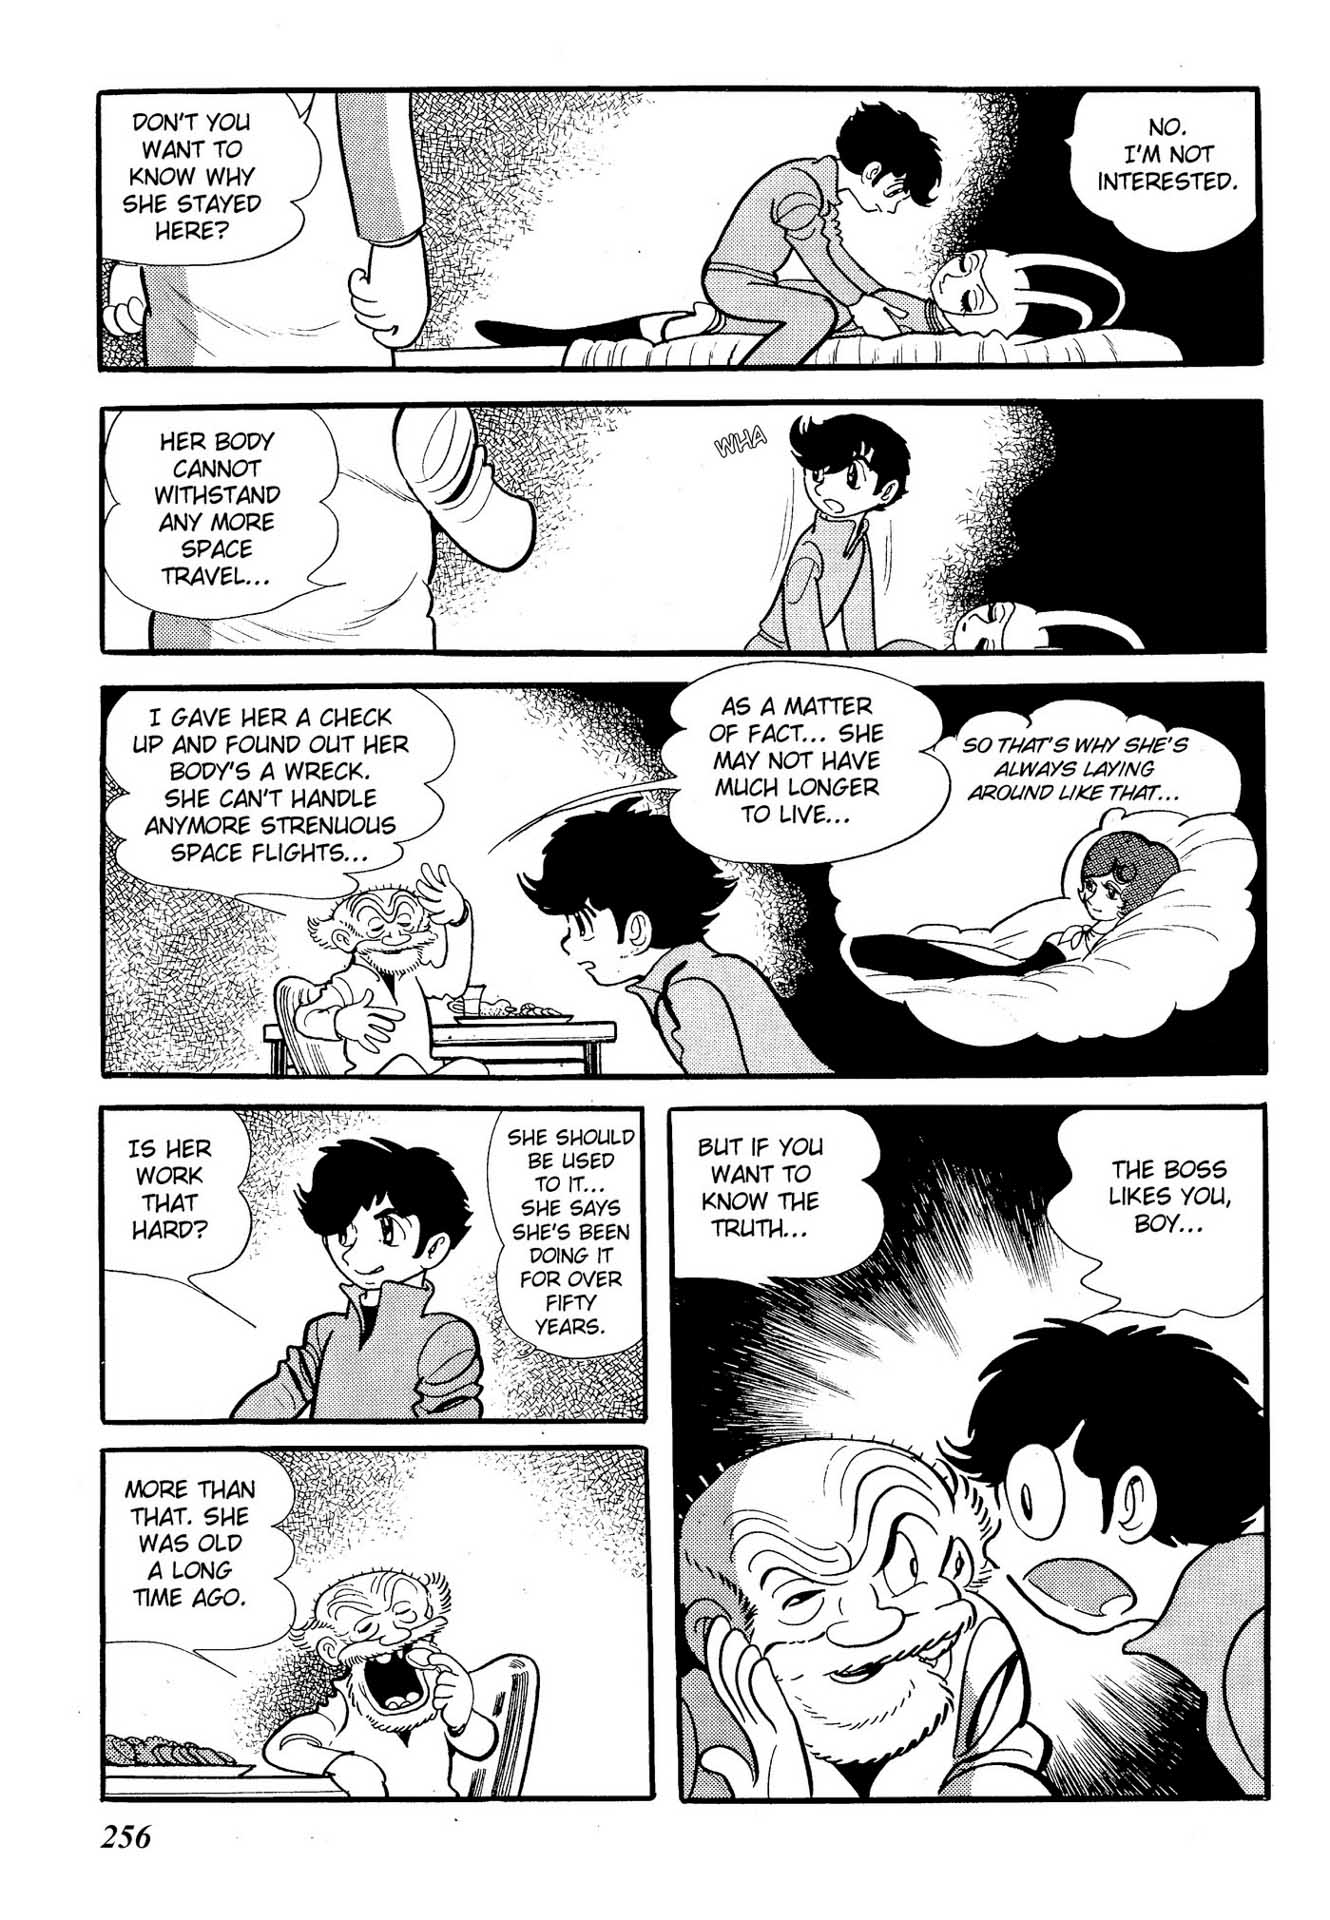 DON'T YOU
WANT TO
KNOW WHY
SHE STAYED
HERE?
NO.
I'M NOT
INTERESTED.
HER BODY
CANNOT
WITHSTAND
ANY MORE
SPACE
TRAVEL...
WHA
I GAVE HER A CHECK
UP AND FOUND OUT HER
BODY'S A WRECK.
SHE CAN'T HANDLE
ANYMORE STRENUOUS
SPACE FLIGHTS...
AS A MATTER
OF FACT... SHE
MAY NOT HAVE
MUCH LONGER
TO LIVE...
SO THAT'S WHY SHE'S
ALWAYS LAYING
AROUND LIKE THAT...
IS HER
WORK
THAT
HARD?
SHE SHOULD
BE USED
TO IT...
SHE SAYS
SHE'S BEEN
DOING IT
FOR OVER
FIFTY
YEARS.
MORE THAN
THAT. SHE
WAS OLD
A LONG
TIME AGO.
BUT IF YOU
WANT TO
KNOW THE
TRUTH...
THE BOSS
LIKES YOU,
BOY...
256